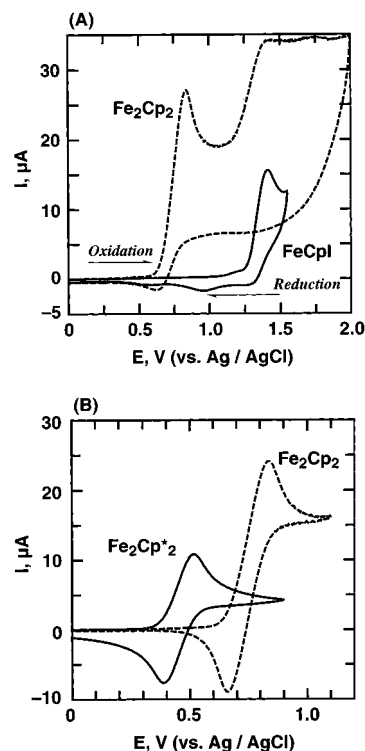 (A)
35
30
20
10
0
−5
I, µA
Fe2Cp2
FeCpI
Oxidation
Reduction
0 0.5 1.0 1.5 2.0
E, V (vs. Ag / AgCl)
(B)
30
20
10
0
−10
I, µA
Fe2Cp2
Fe2Cp*2
0 0.5 1.0
E, V (vs. Ag / AgCl)